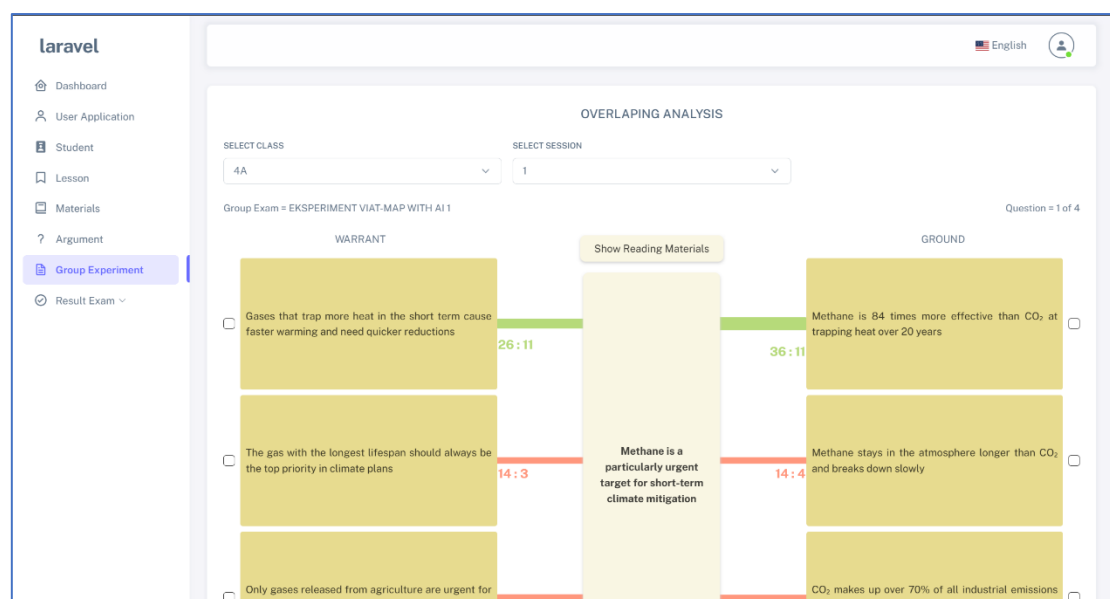 laravel
English
Dashboard
User Application
Student
Lesson
Materials
Argument
Group Experiment
Result Exam
OVERLAPING ANALYSIS
SELECT CLASS
SELECT SESSION
4A
1
Group Exam = EKSPERIMENT VIAT-MAP WITH AI 1
Question = 1 of 4
WARRANT
Show Reading Materials
GROUND
Gases that trap more heat in the short term cause
faster warming and need quicker reductions
26 : 11
36 : 11
Methane is 84 times more effective than CO₂ at
trapping heat over 20 years
The gas with the longest lifespan should always be
the top priority in climate plans
14 : 3
Methane is a
particularly urgent
target for short-term
climate mitigation
14 : 4
Methane stays in the atmosphere longer than CO₂
and breaks down slowly
Only gases released from agriculture are urgent for
CO₂ makes up over 70% of all industrial emissions